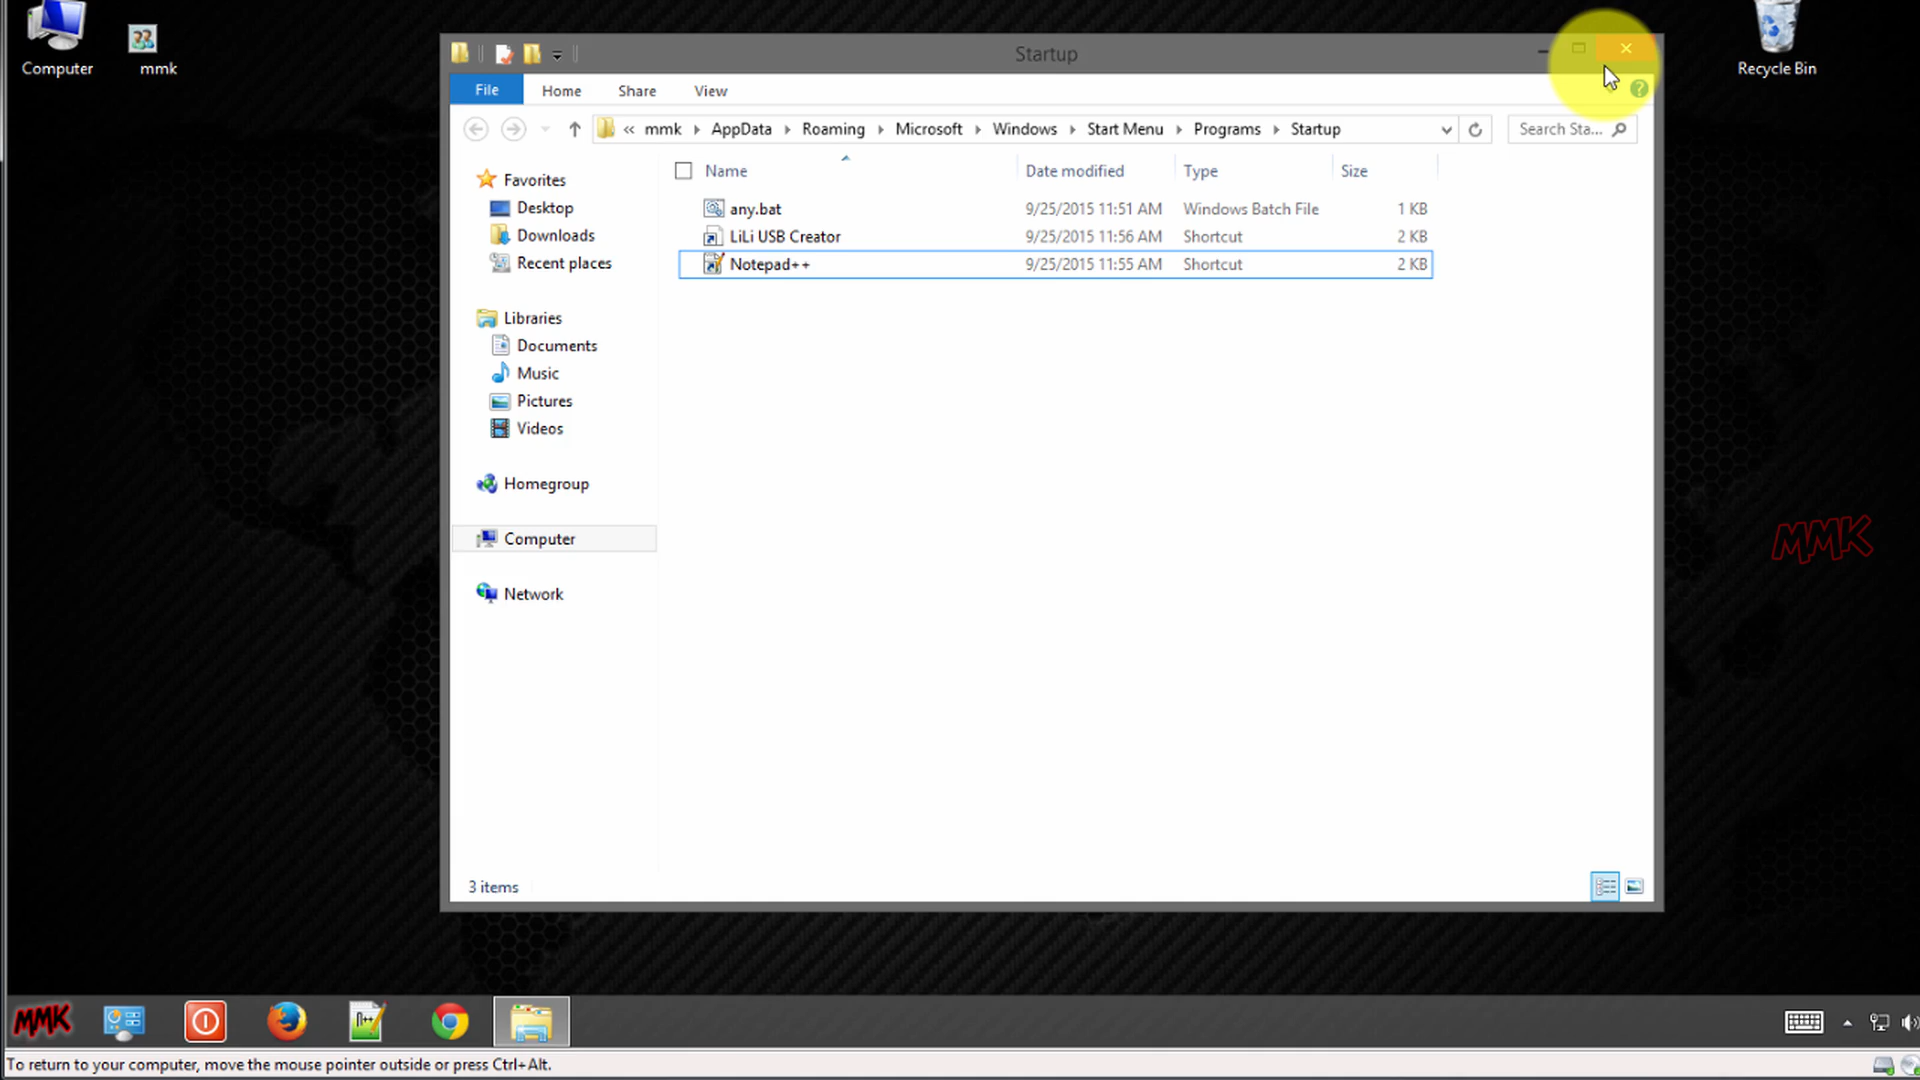 Computer
mmk
Recycle Bin
Startup
File Home Share View
« mmk AppData Roaming Microsoft Windows Start Menu Programs Startup
Search Sta...
Name Date modified Type Size
any.bat 9/25/2015 11:51 AM Windows Batch File 1 KB
LiLi USB Creator 9/25/2015 11:56 AM Shortcut 2 KB
Notepad++ 9/25/2015 11:55 AM Shortcut 2 KB
Favorites
Desktop
Downloads
Recent places
Libraries
Documents
Music
Pictures
Videos
Homegroup
Computer
Network
3 items
MMK
MMK
To return to your computer, move the mouse pointer outside or press Ctrl+Alt.